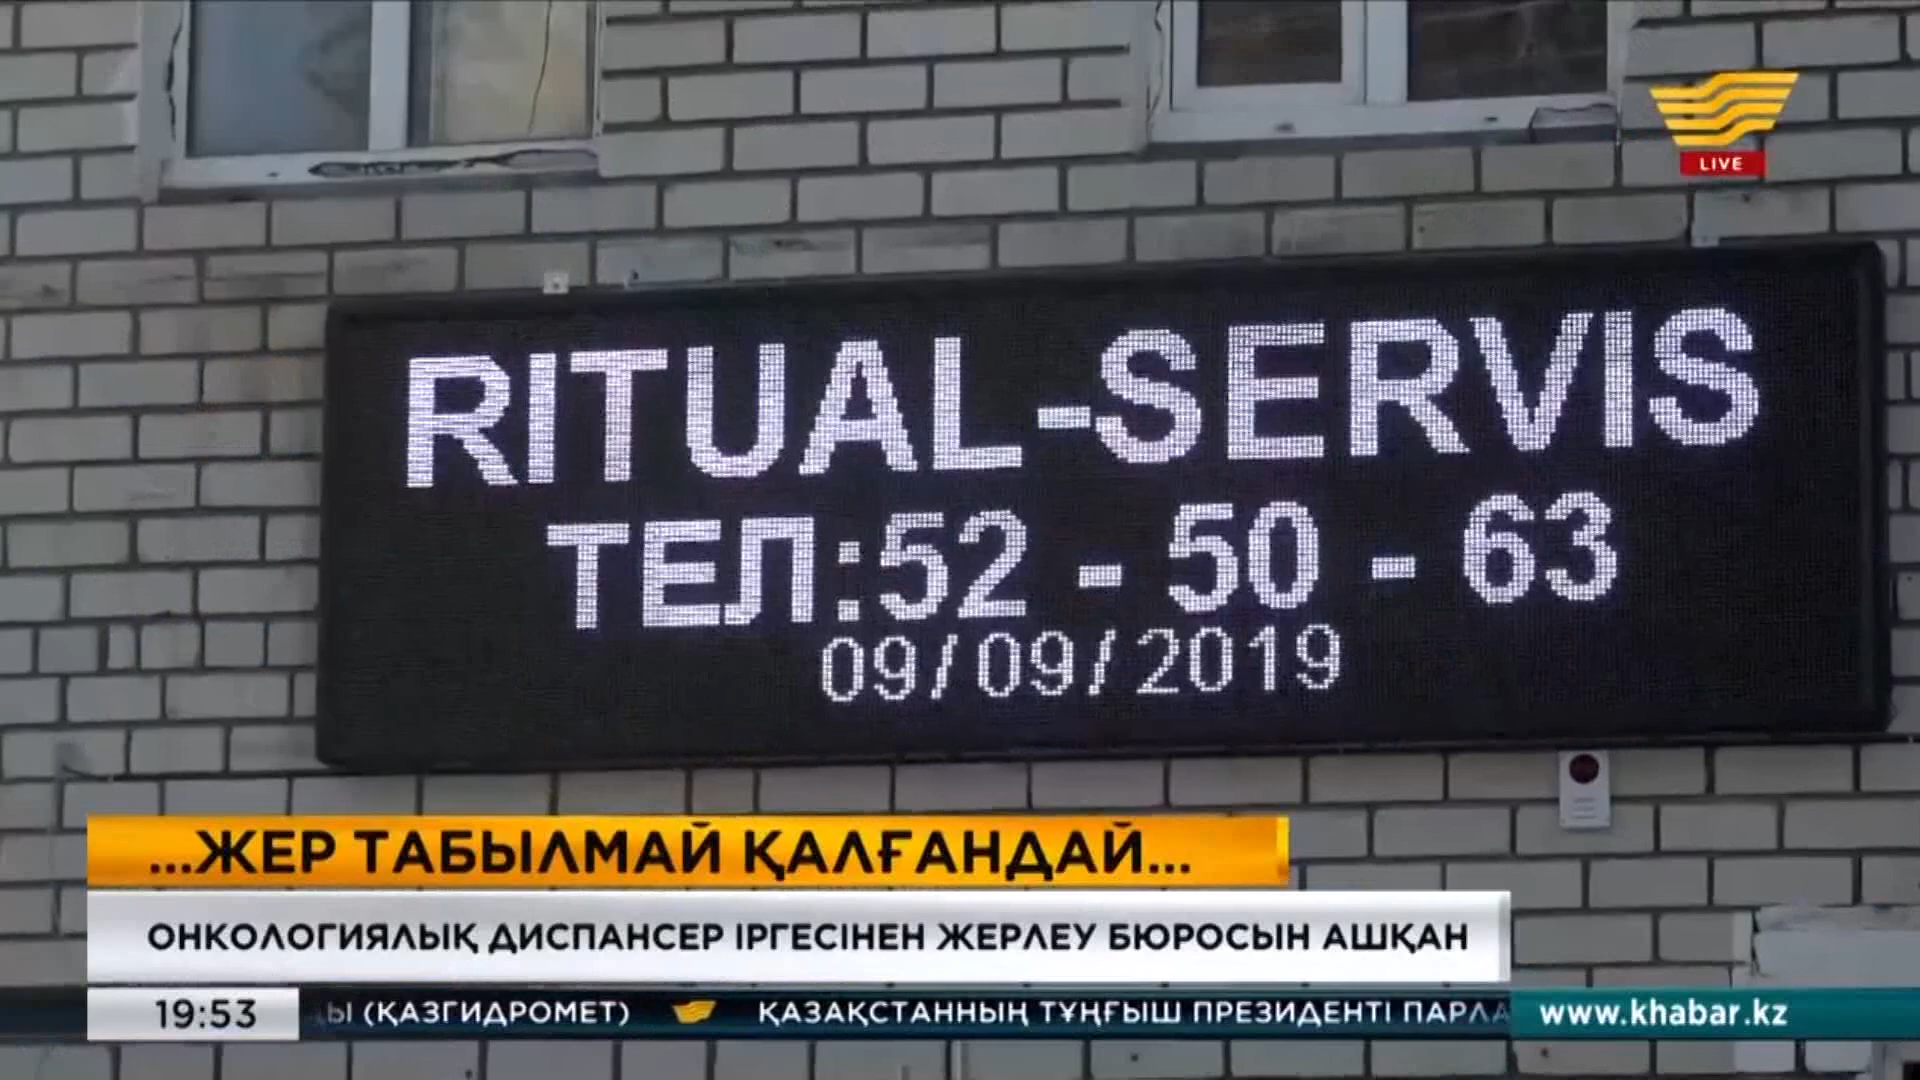 LIVE
RITUAL-SERVIS
ТЕЛ:52 - 50 - 63
09/09/2019
...ЖЕР ТАБЫЛМАЙ ҚАЛҒАНДАЙ...
ОНКОЛОГИЯЛЫҚ ДИСПАНСЕР ІРГЕСІНЕН ЖЕРЛЕУ БЮРОСЫН АШҚАН
19:53
(ҚАЗГИДРОМЕТ) ҚАЗАҚСТАННЫҢ ТҰҢҒЫШ ПРЕЗИДЕНТІ ПАРЛА
www.khabar.kz